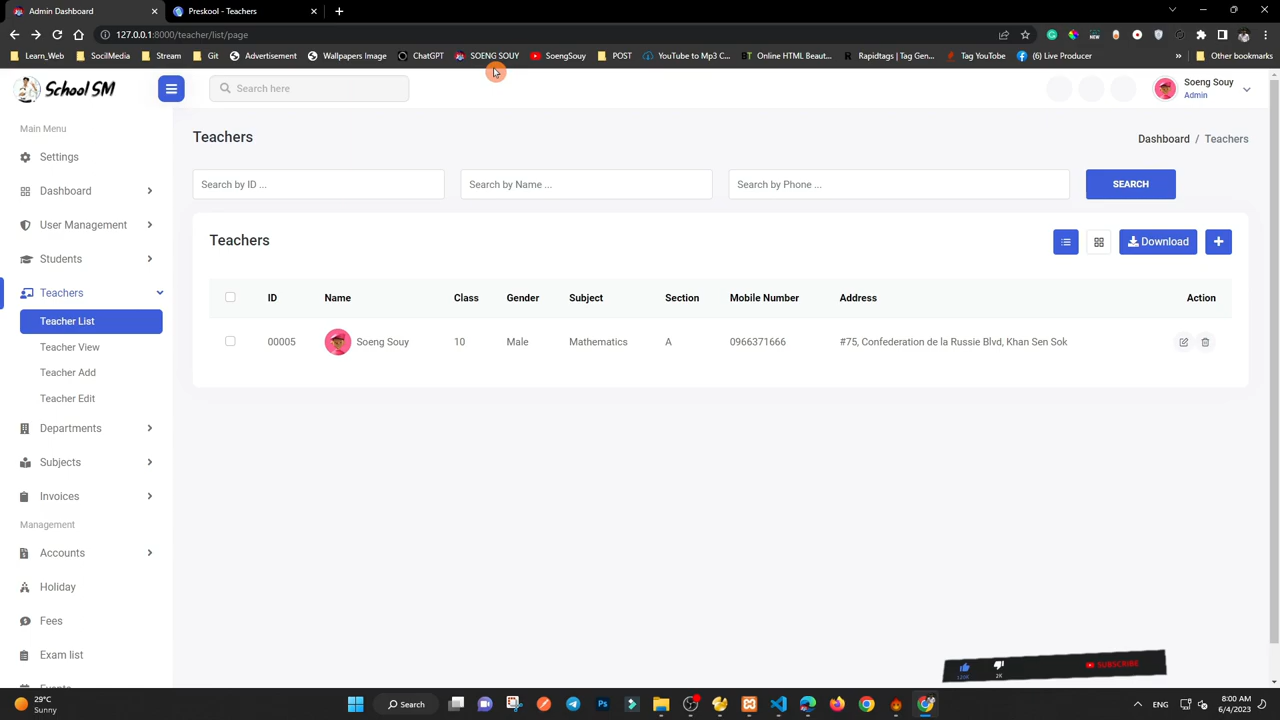 Admin Dashboard
Preskool - Teachers
127.0.0.1:8000/teacher/list/page
Learn_Web SocilMedia Stream Git Advertisement Wallpapers Image ChatGPT SOENG SOUY SoengSouy POST YouTube to Mp3 C... Online HTML Beaut... Rapidtags | Tag Gen... Tag YouTube (8) Live Producer » Other bookmarks
School SM
Search here
Soeng Souy
Admin
Main Menu
Settings
Dashboard
User Management
Students
Teachers
Teacher List
Teacher View
Teacher Add
Teacher Edit
Departments
Subjects
Invoices
Management
Accounts
Holiday
Fees
Exam list
Teachers
Dashboard / Teachers
Search by ID ... Search by Name ... Search by Phone ... SEARCH
Teachers
Download
ID Name Class Gender Subject Section Mobile Number Address Action
00005 Soeng Souy 10 Male Mathematics A 0966371666 #75, Confederation de la Russie Blvd, Khan Sen Sok
2K
SUBSCRIBE
29°C
Sunny
Search
ENG
8:00 AM
6/4/2023